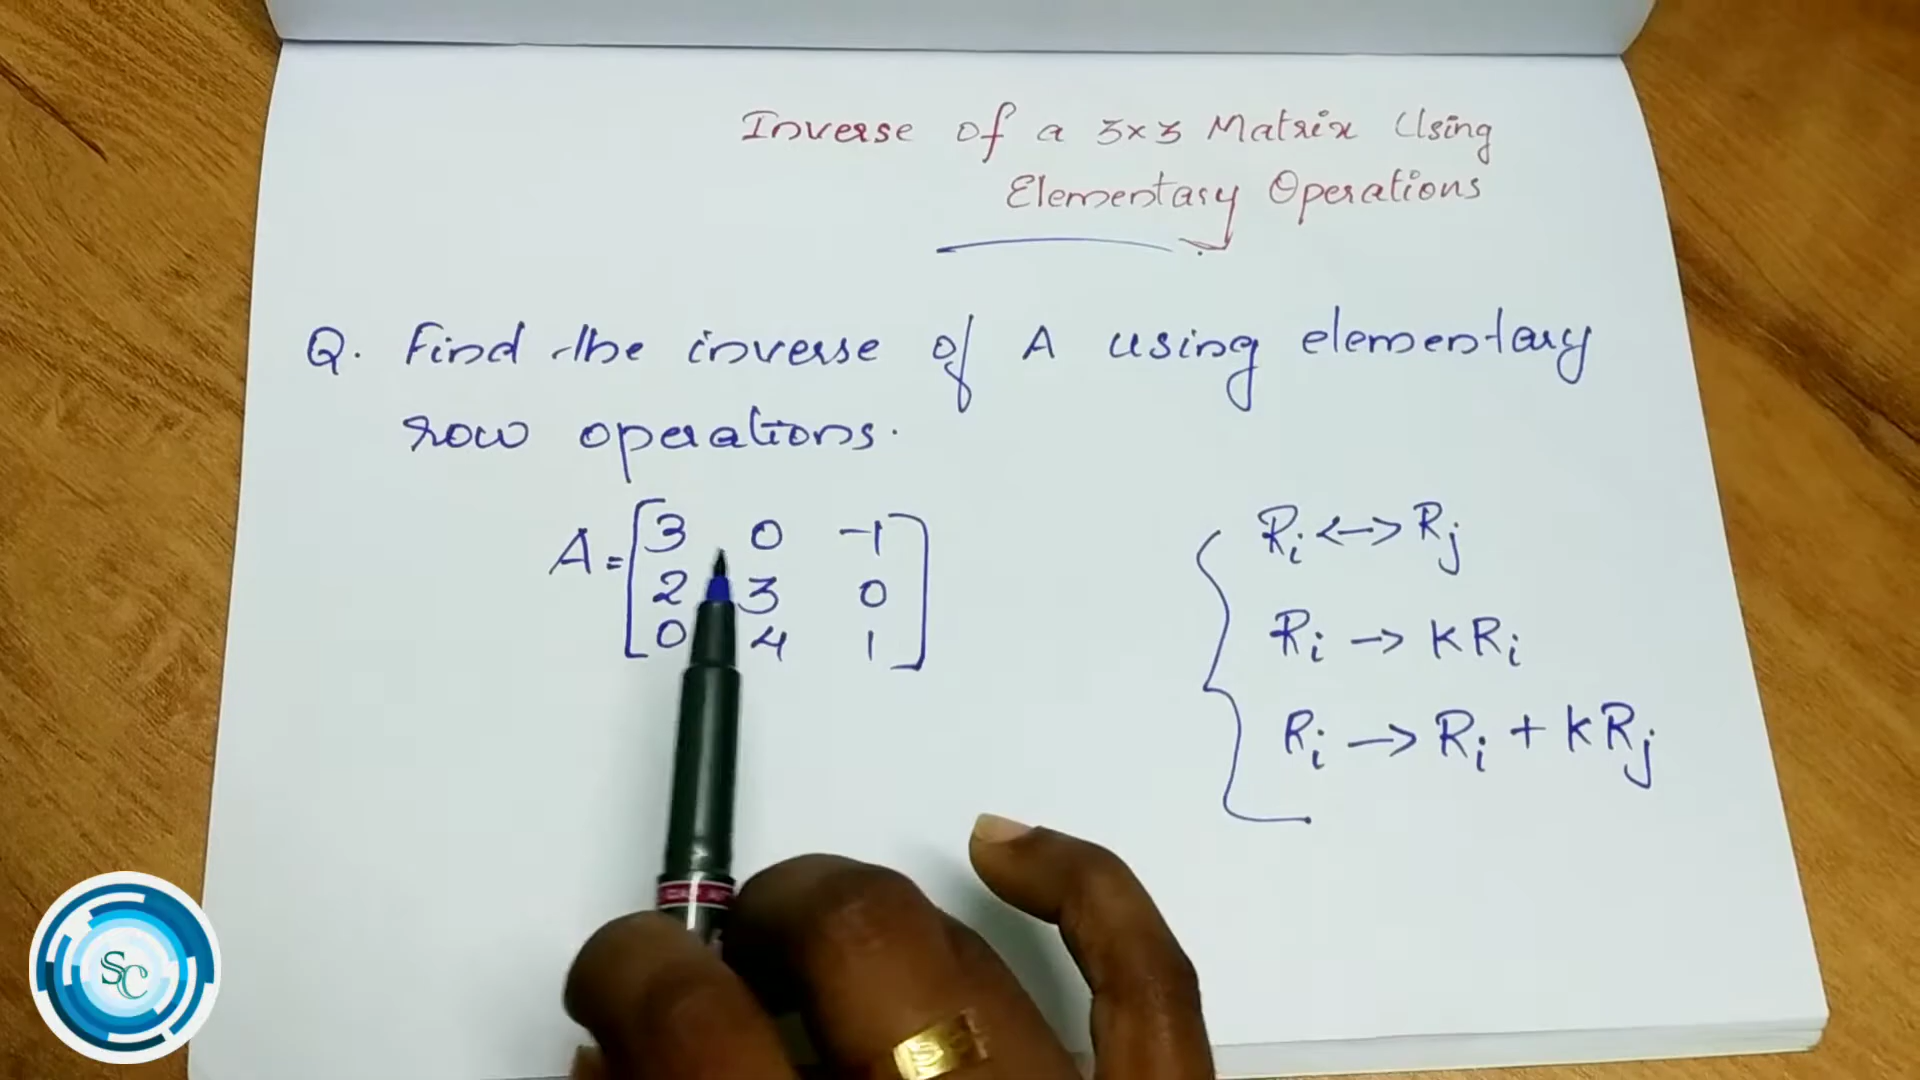 Inverse of a 3×3 Matrix Using
Elementary Operations
Q. Find the inverse of A using elementary
row operations.
A = [3 0 -1
2 3 0
0 4 1]
Ri <-> Rj
Ri -> KRi
Ri -> Ri + KRj
SC